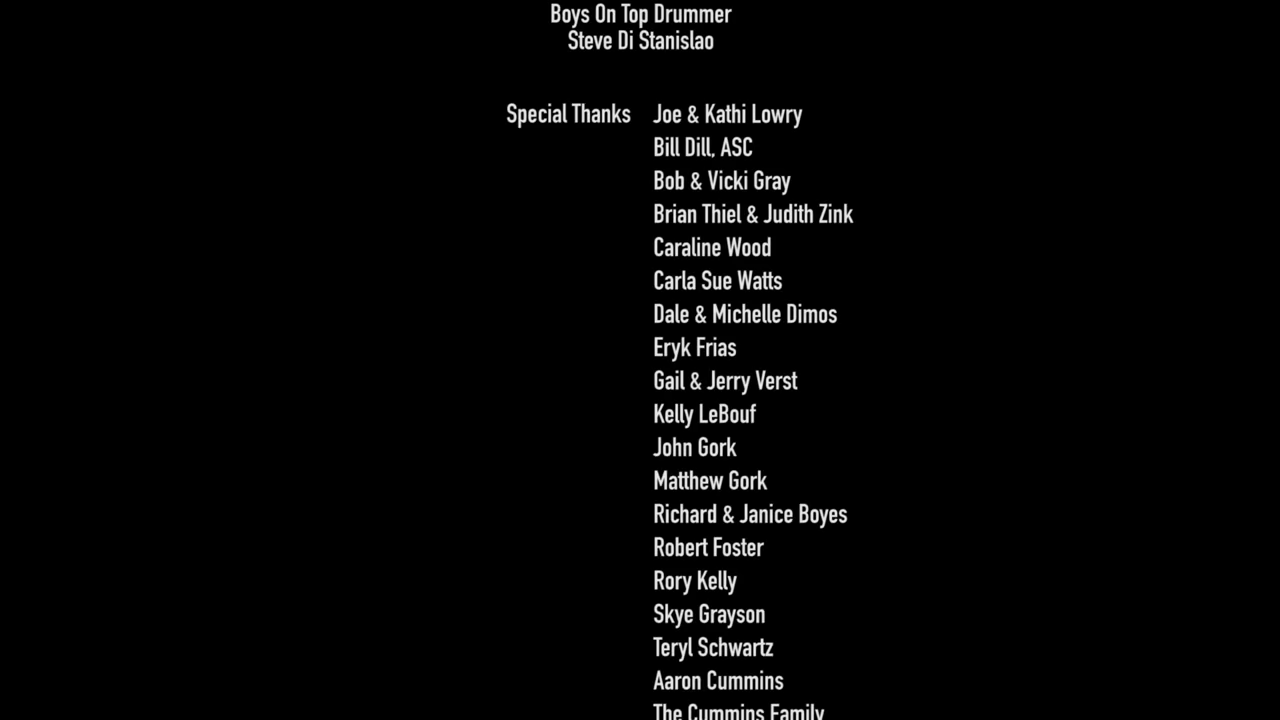 Boys On Top Drummer
Steve Di Stanislao
Special Thanks Joe & Kathi Lowry
Bill Dill, ASC
Bob & Vicki Gray
Brian Thiel & Judith Zink
Caraline Wood
Carla Sue Watts
Dale & Michelle Dimos
Eryk Frias
Gail & Jerry Verst
Kelly LeBouf
John Gork
Matthew Gork
Richard & Janice Boyes
Robert Foster
Rory Kelly
Skye Grayson
Teryl Schwartz
Aaron Cummins
The Cummins Family